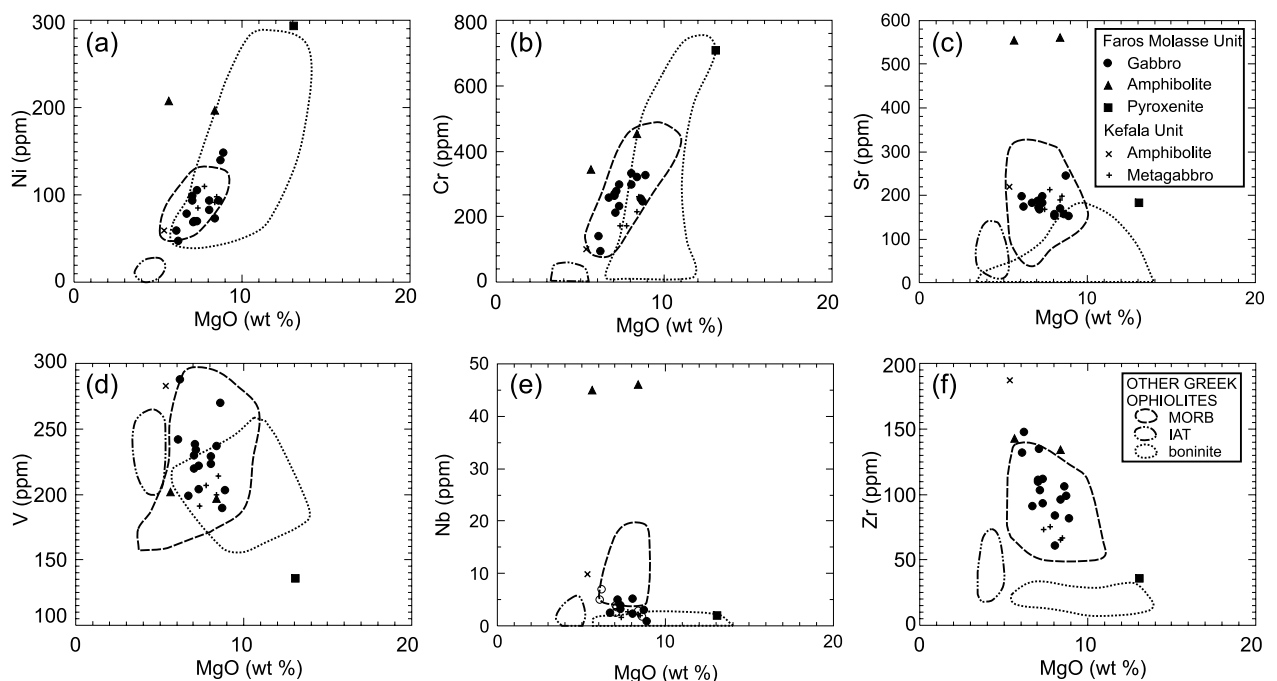 (a)
300
200
100
0
Ni (ppm)
0 10 20
MgO (wt %)
(b)
800
600
400
200
0
Cr (ppm)
0 10 20
MgO (wt %)
(c)
600
500
400
300
200
100
0
Sr (ppm)
0 10 20
MgO (wt %)
Faros Molasse Unit
Gabbro
Amphibolite
Pyroxenite
Kefala Unit
Amphibolite
Metagabbro
(d)
300
250
200
150
100
V (ppm)
0 10 20
MgO (wt %)
(e)
50
40
30
20
10
0
Nb (ppm)
0 10 20
MgO (wt %)
(f)
200
150
100
50
0
Zr (ppm)
0 10 20
MgO (wt %)
OTHER GREEK
OPHIOLITES
MORB
IAT
boninite